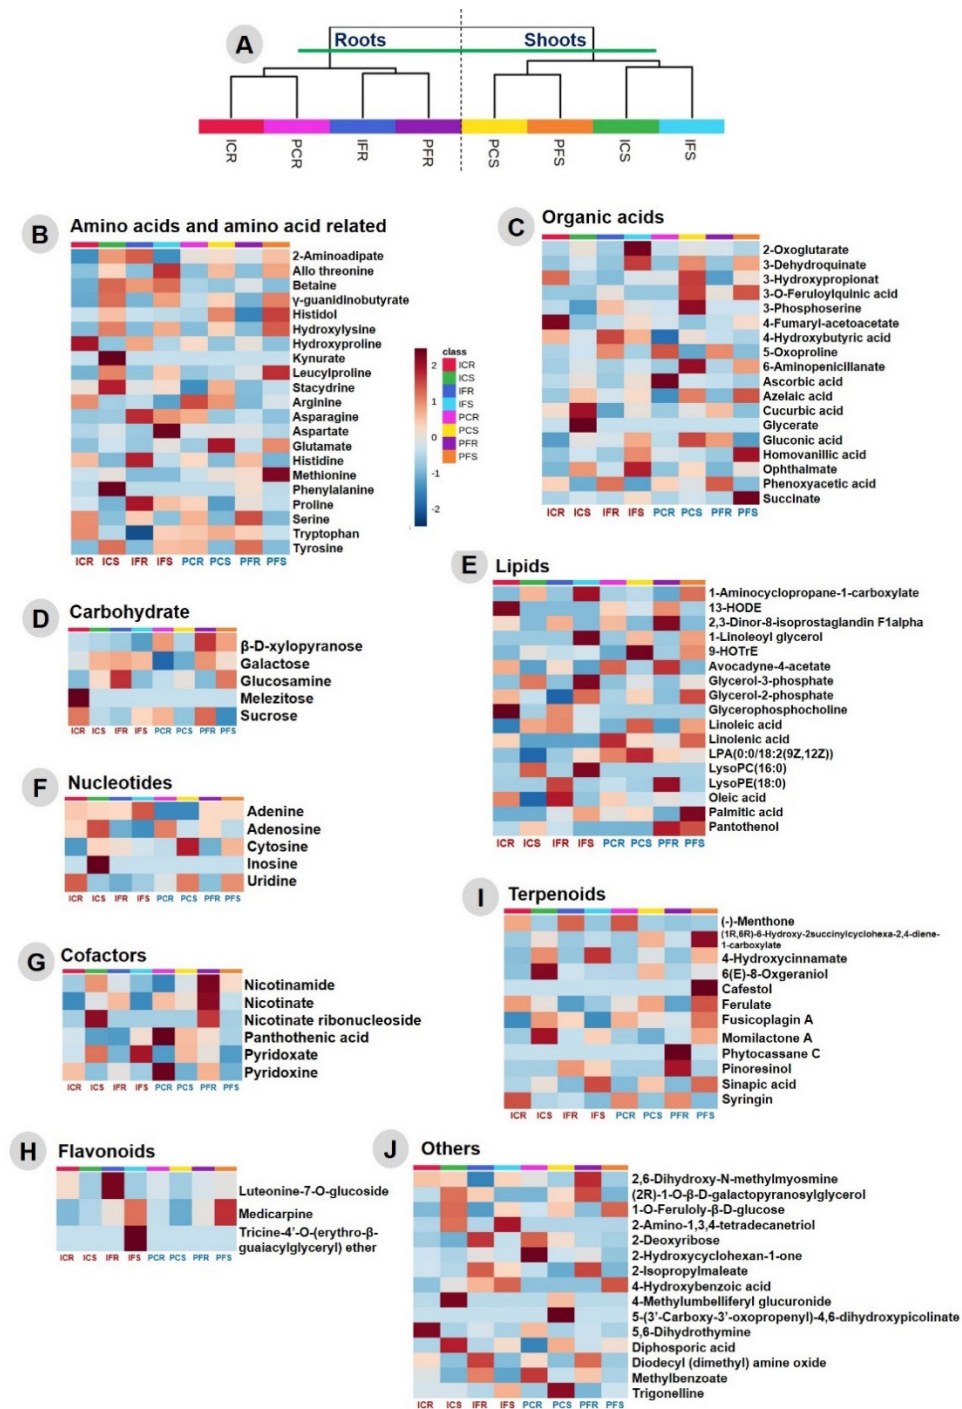 A
Roots
Shoots
ICR
PCR
IFR
PFR
PCS
PFS
ICS
IFS
B
Amino acids and amino acid related
2-Aminoadipate
Allo threonine
Betaine
γ-guanidinobutyrate
Histidol
Hydroxylysine
Hydroxyproline
Kynurate
Leucylproline
Stacydrine
Arginine
Asparagine
Aspartate
Glutamate
Histidine
Methionine
Phenylalanine
Proline
Serine
Tryptophan
Tyrosine
ICR ICS IFR IFS PCR PCS PFR PFS
2
1
0
-1
-2
class
ICR
ICS
IFR
IFS
PCR
PCS
PFR
PFS
C
Organic acids
2-Oxoglutarate
3-Dehydroquinate
3-Hydroxypropionat
3-O-Feruloylquinic acid
3-Phosphoserine
4-Fumaryl-acetoacetate
4-Hydroxybutyric acid
5-Oxoproline
6-Aminopenicillanate
Ascorbic acid
Azelaic acid
Cucurbic acid
Glycerate
Gluconic acid
Homovanillic acid
Ophthalmate
Phenoxyacetic acid
Succinate
ICR ICS IFR IFS PCR PCS PFR PFS
D
Carbohydrate
β-D-xylopyranose
Galactose
Glucosamine
Melezitose
Sucrose
ICR ICS IFR IFS PCR PCS PFR PFS
E
Lipids
1-Aminocyclopropane-1-carboxylate
13-HODE
2,3-Dinor-8-isoprostaglandin F1alpha
1-Linoleoyl glycerol
9-HOTrE
Avocadyne-4-acetate
Glycerol-3-phosphate
Glycerol-2-phosphate
Glycerophosphocholine
Linoleic acid
Linolenic acid
LPA(0:0/18:2(9Z,12Z))
LysoPC(16:0)
LysoPE(18:0)
Oleic acid
Palmitic acid
Pantothenol
ICR ICS IFR IFS PCR PCS PFR PFS
F
Nucleotides
Adenine
Adenosine
Cytosine
Inosine
Uridine
ICR ICS IFR IFS PCR PCS PFR PFS
G
Cofactors
Nicotinamide
Nicotinate
Nicotinate ribonucleoside
Panthothenic acid
Pyridoxate
Pyridoxine
ICR ICS IFR IFS PCR PCS PFR PFS
I
Terpenoids
(-)-Menthone
(1R,6R)-6-Hydroxy-2succinylcyclohexa-2,4-diene-
1-carboxylate
4-Hydroxycinnamate
6(E)-8-Oxgeraniol
Cafestol
Ferulate
Fusicoplagin A
Momilactone A
Phytocassane C
Pinoresinol
Sinapic acid
Syringin
ICR ICS IFR IFS PCR PCS PFR PFS
H
Flavonoids
Luteonine-7-O-glucoside
Medicarpine
Tricine-4'-O-(erythro-β-
guaiacylglyceryl) ether
ICR ICS IFR IFS PCR PCS PFR PFS
J
Others
2,6-Dihydroxy-N-methylmyosmine
(2R)-1-O-β-D-galactopyranosylglycerol
1-O-Feruloly-β-D-glucose
2-Amino-1,3,4-tetradecanetriol
2-Deoxyribose
2-Hydroxycyclohexan-1-one
2-Isopropylmaleate
4-Hydroxybenzoic acid
4-Methylumbelliferyl glucuronide
5-(3'-Carboxy-3'-oxopropenyl)-4,6-dihydroxypicolinate
5,6-Dihydrothymine
Diphosporic acid
Diodecyl (dimethyl) amine oxide
Methylbenzoate
Trigonelline
ICR ICS IFR IFS PCR PCS PFR PFS